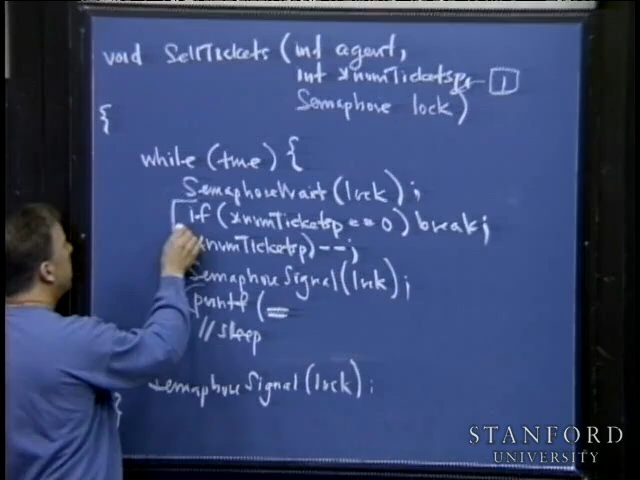 void SellTickets (int agent,
int *numTicketsp, 1
Semaphore lock)
{
while (true) {
SemaphoreWait (lock);
if (*numTicketsp == 0) break;
*numTicketsp) --;
SemaphoreSignal (lock);
printf (
// sleep
SemaphoreSignal (lock);
}
STANFORD
UNIVERSITY